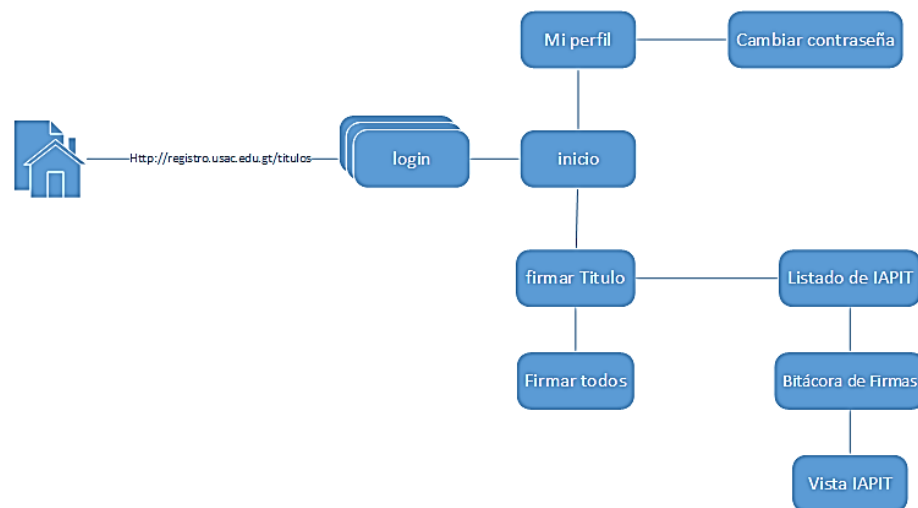 Mi perfil
Cambiar contraseña
Http://registro.usac.edu.gt/titulos
login
inicio
firmar Titulo
Listado de IAPIT
Firmar todos
Bitácora de Firmas
Vista IAPIT